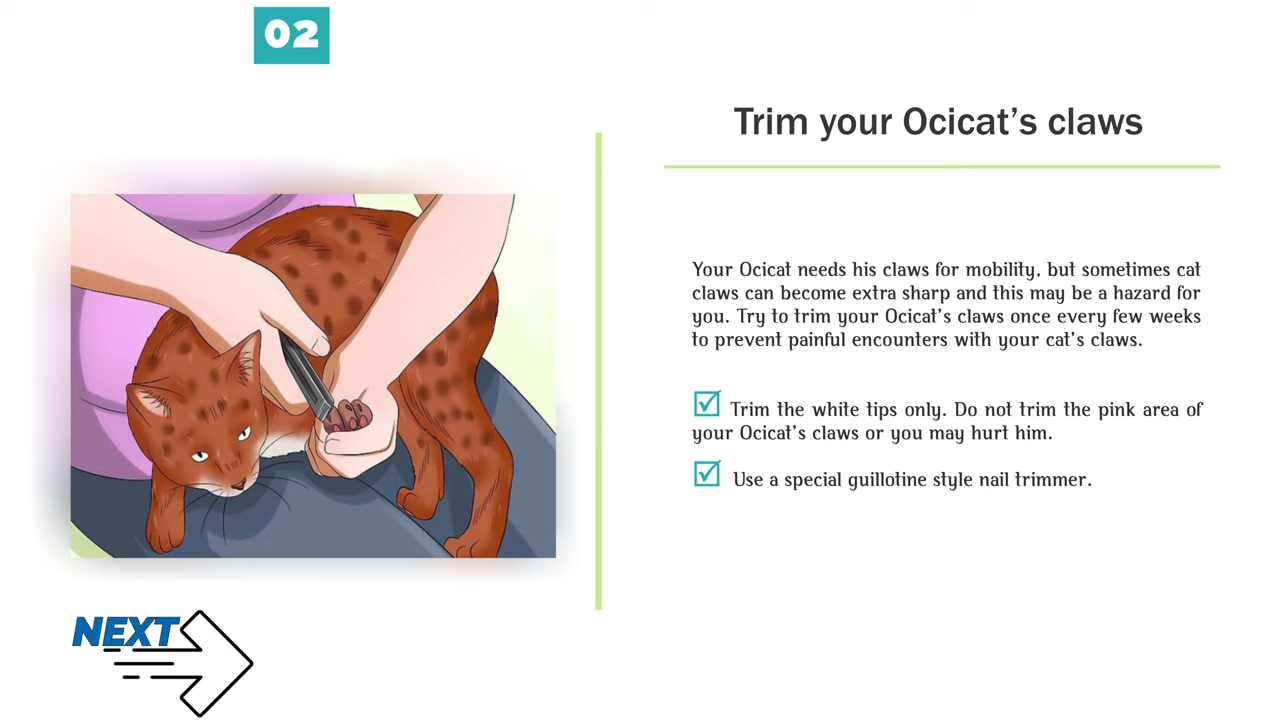 02
Trim your Ocicat's claws
Your Ocicat needs his claws for mobility, but sometimes cat
claws can become extra sharp and this may be a hazard for
you. Try to trim your Ocicat's claws once every few weeks
to prevent painful encounters with your cat's claws.
Trim the white tips only. Do not trim the pink area of
your Ocicat's claws or you may hurt him.
Use a special guillotine style nail trimmer.
NEXT